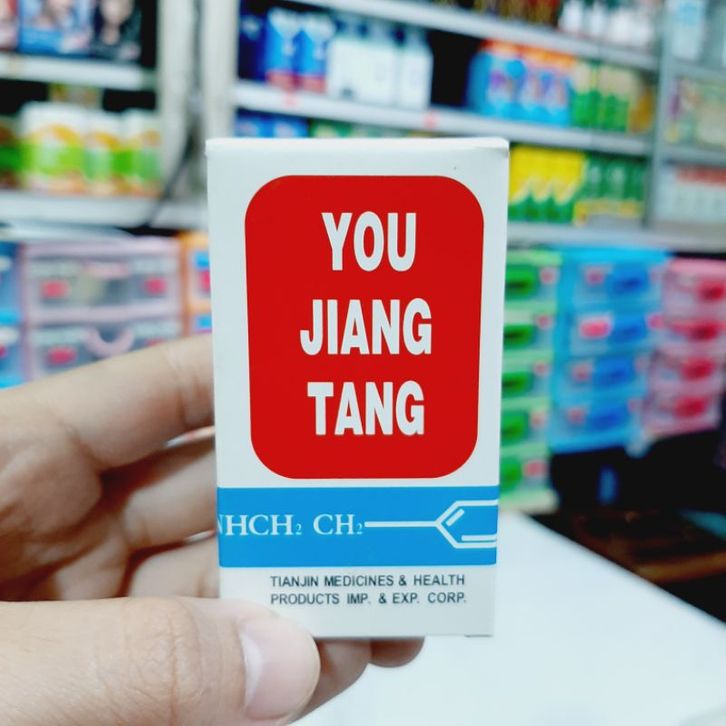 YOU
JIANG
TANG
NHCH₂ CH₂
TIANJIN MEDICINES & HEALTH
PRODUCTS IMP. & EXP. CORP.